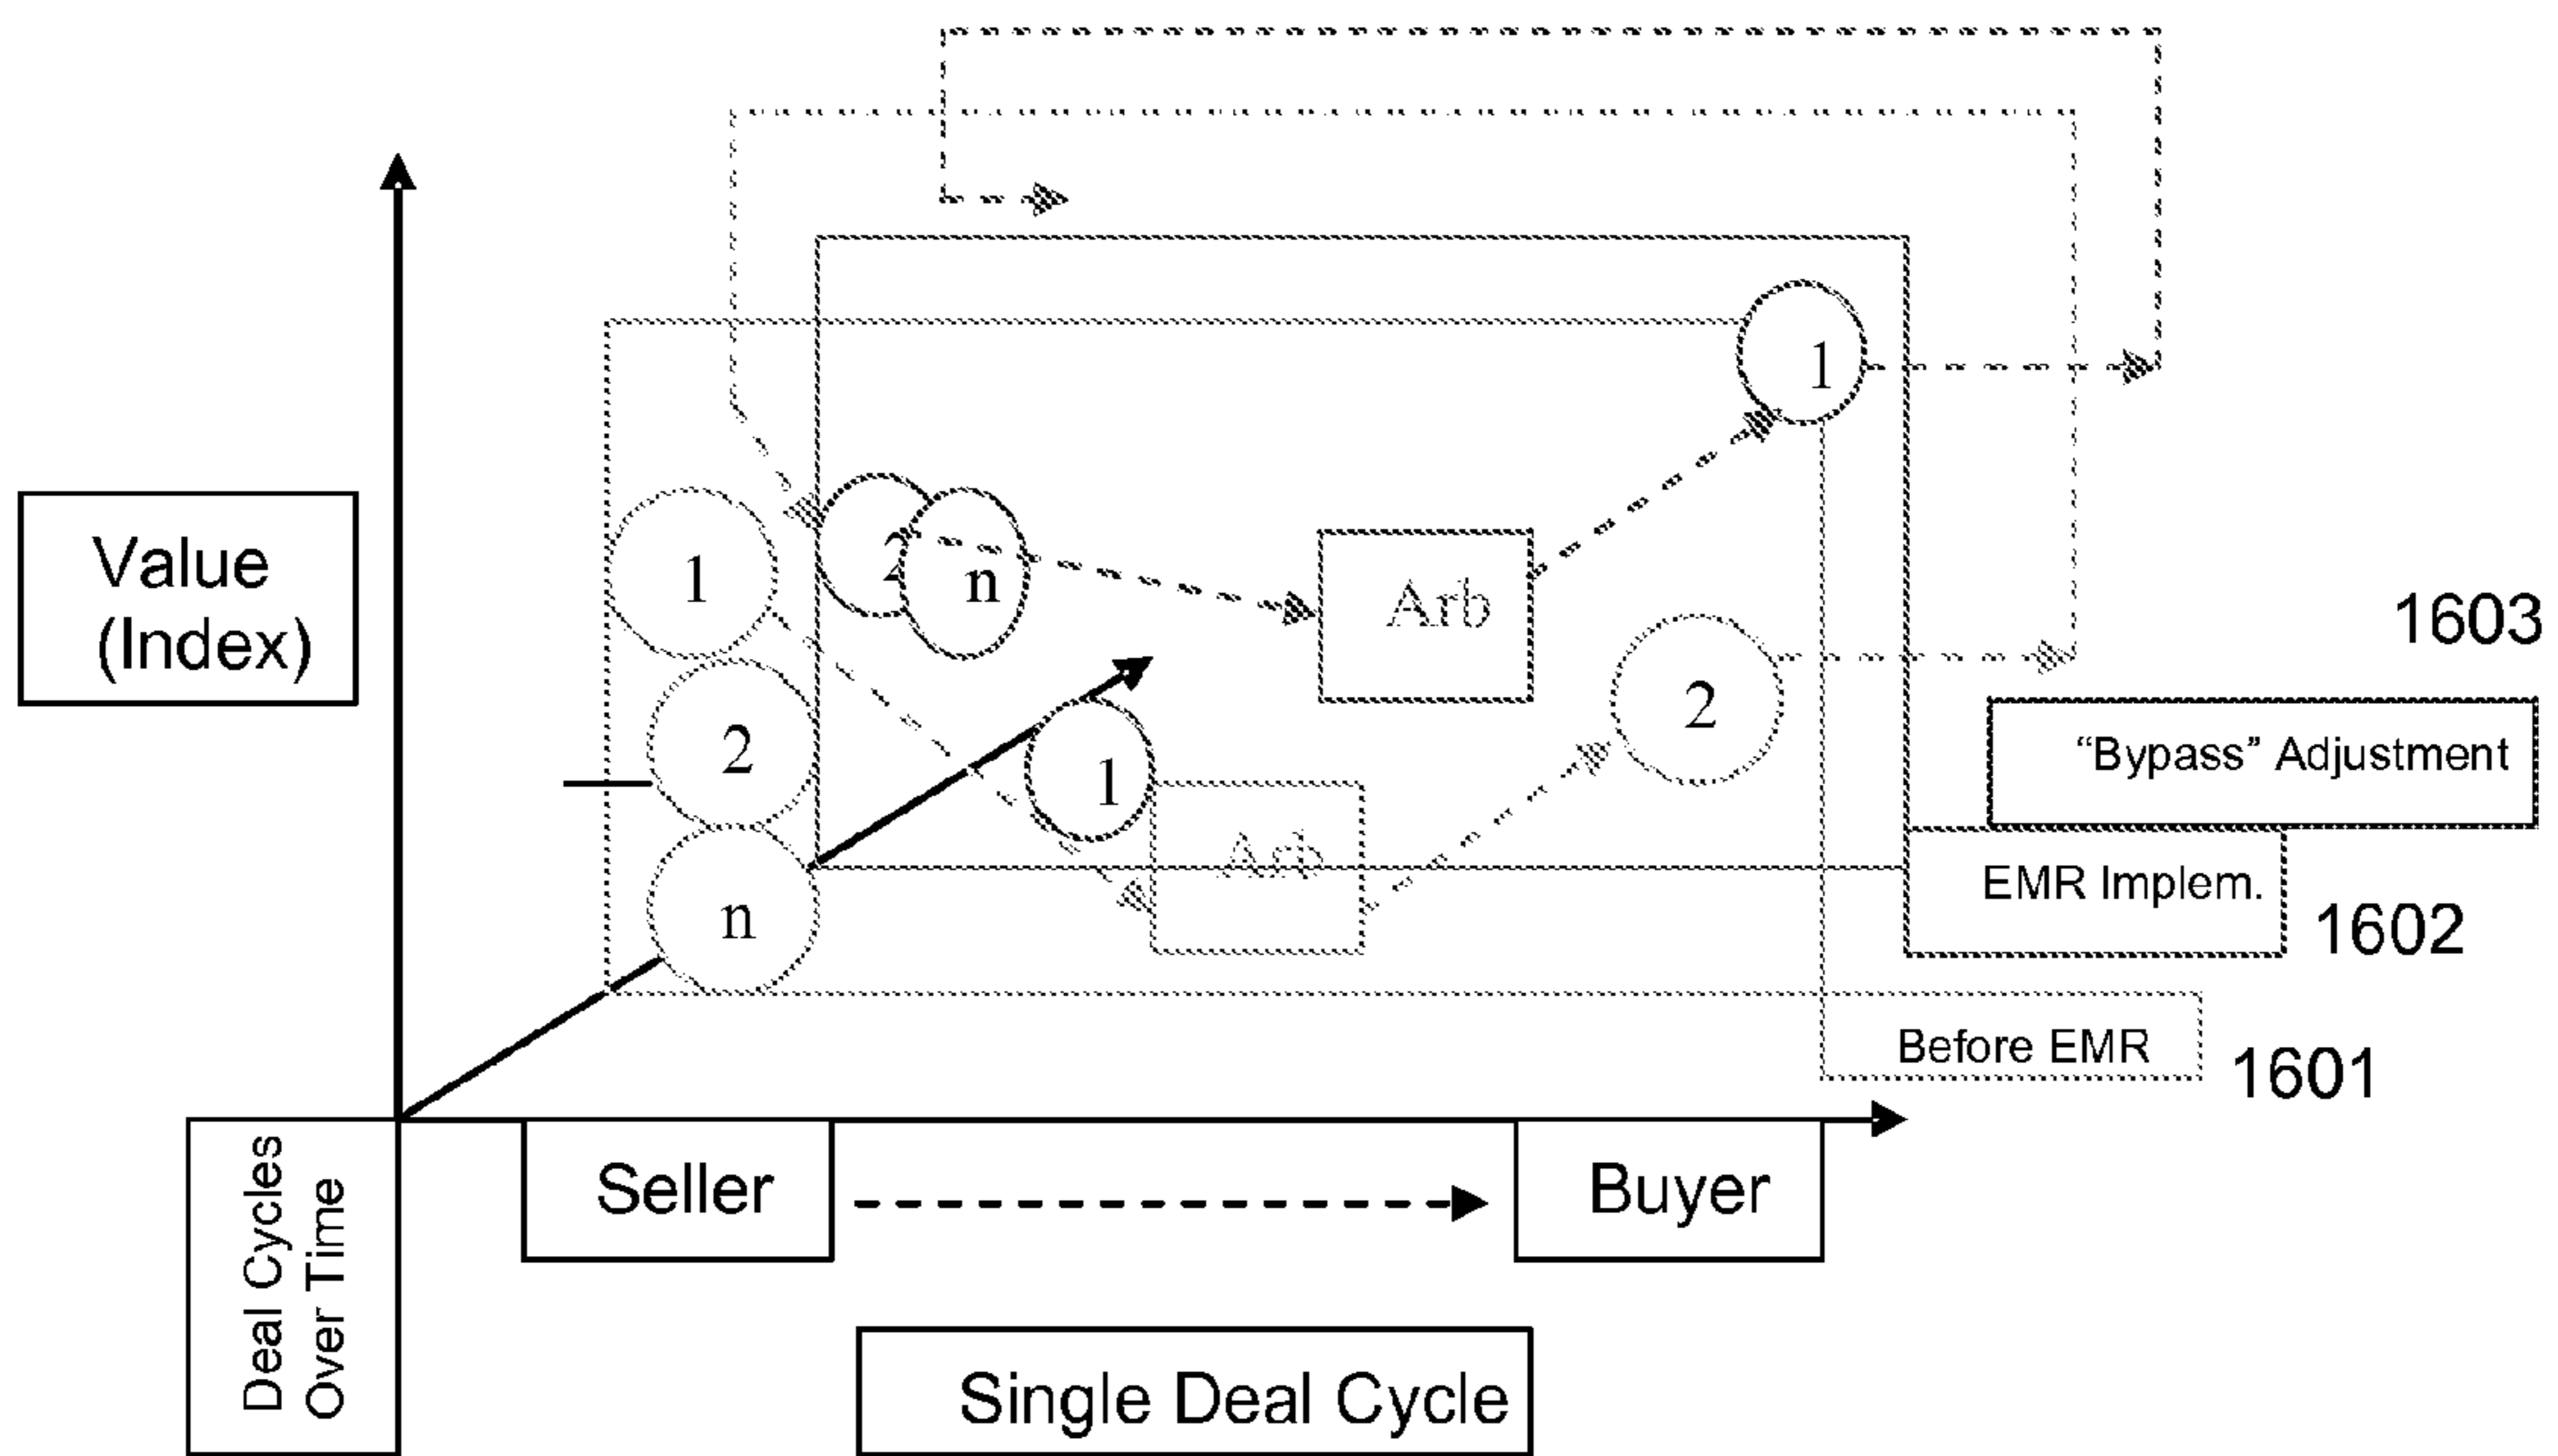 1
1
2
n
Value
(Index)
Arb
1603
2
2
1
“Bypass” Adjustment
Arb
EMR Implem.
n
1602
Before EMR
1601
Deal Cycles
Over Time
Seller
Buyer
Single Deal Cycle